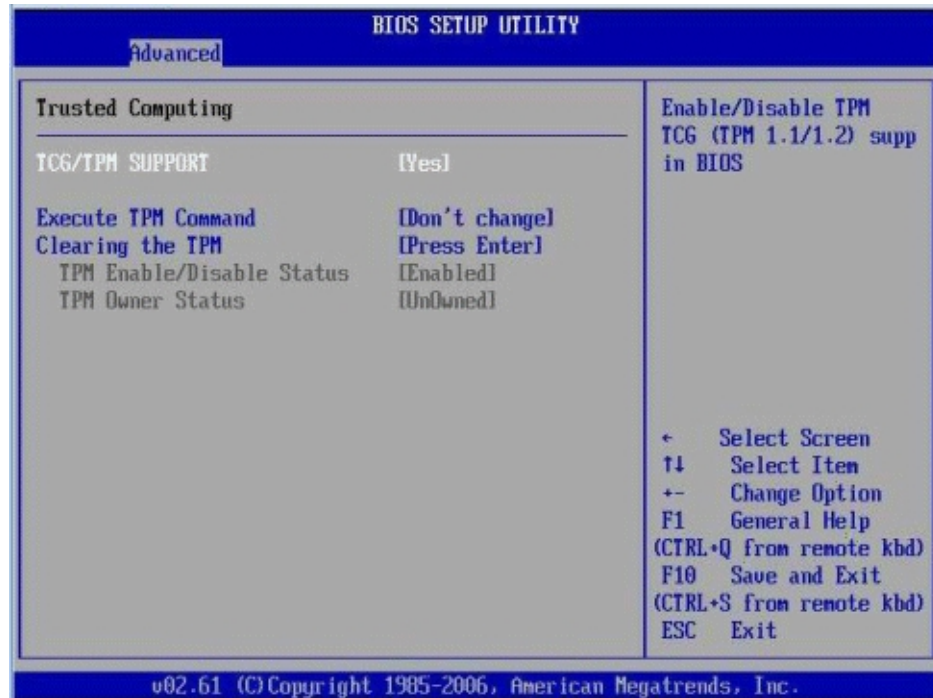 BIOS SETUP UTILITY
Advanced
Trusted Computing
TCG/TPM SUPPORT [Yes]
Execute TPM Command [Don't change]
Clearing the TPM [Press Enter]
TPM Enable/Disable Status [Enabled]
TPM Owner Status [UnOwned]
Enable/Disable TPM
TCG (TPM 1.1/1.2) supp
in BIOS
← Select Screen
↑↓ Select Item
+- Change Option
F1 General Help
(CTRL+Q from remote kbd)
F10 Save and Exit
(CTRL+S from remote kbd)
ESC Exit
v02.61 (C)Copyright 1985-2006, American Megatrends, Inc.